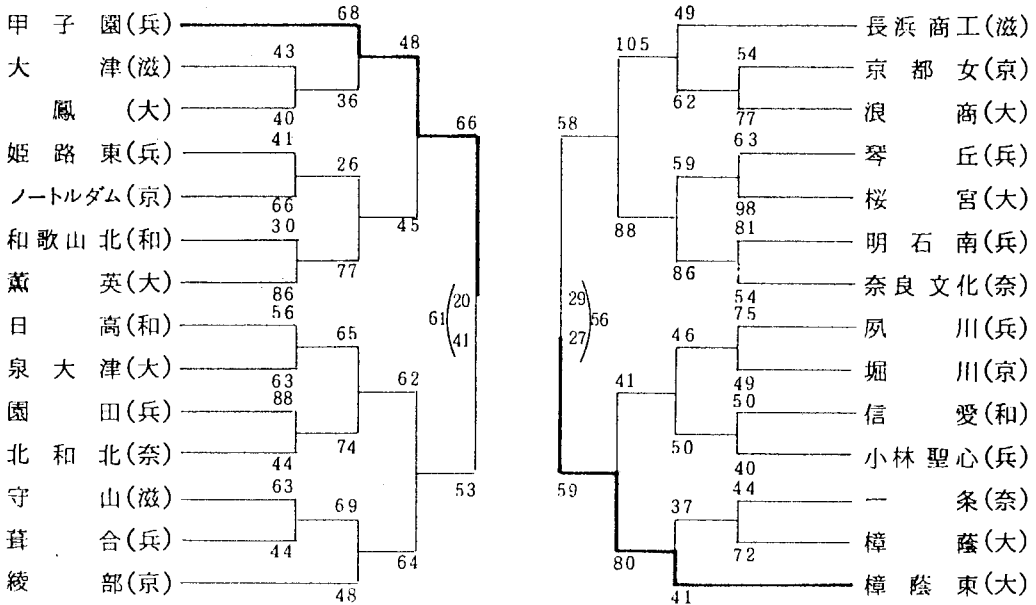 甲子園(兵) 68 48 49 長浜商工(滋)
大津(滋) 43 105 54 京都女(京)
鳳(大) 40 36 62 77 浪商(大)
66 58
姫路東(兵) 41 26 59 63 琴丘(兵)
ノートルダム(京) 66 45 88 98 桜宮(大)
和歌山北(和) 30 77 86 81 明石南(兵)
薫英(大) 86 54 奈良文化(奈)
61 (20 41) (29 27) 56
日高(和) 56 65 46 75 夙川(兵)
泉大津(大) 63 62 41 49 堀川(京)
園田(兵) 88 74 50 50 信愛(和)
北和北(奈) 44 40 小林聖心(兵)
53 59
守山(滋) 63 69 37 44 一条(奈)
葺合(兵) 44 64 80 72 樟蔭(大)
綾部(京) 48 41 樟蔭東(大)